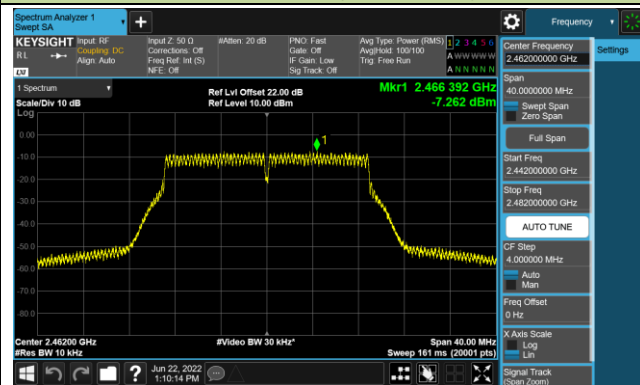 Spectrum Analyzer 1
Swept SA
Frequency
KEYSIGHT
RL
LXI
Input: RF
Coupling: DC
Align: Auto
Input Z: 50 Ω
Corrections: Off
Freq Ref: Int (S)
NFE: Off
#Atten: 20 dB
PNO: Fast
Gate: Off
IF Gain: Low
Sig Track: Off
Avg Type: Power (RMS)
Avg|Hold: 100/100
Trig: Free Run
1 2 3 4 5 6
A W W W W W
A N N N N N
1 Spectrum
Scale/Div 10 dB
Log
Ref Lvl Offset 22.00 dB
Ref Level 10.00 dBm
Mkr1 2.466 392 GHz
-7.262 dBm
1
0.00
-10.0
-20.0
-30.0
-40.0
-50.0
-60.0
-70.0
-80.0
Center 2.46200 GHz
#Res BW 10 kHz
#Video BW 30 kHz*
Span 40.00 MHz
Sweep 161 ms (20001 pts)
Jun 22, 2022
1:10:14 PM
Center Frequency
2.462000000 GHz
Settings
Span
40.0000000 MHz
Swept Span
Zero Span
Full Span
Start Freq
2.442000000 GHz
Stop Freq
2.482000000 GHz
AUTO TUNE
CF Step
4.000000 MHz
Auto
Man
Freq Offset
0 Hz
X Axis Scale
Log
Lin
Signal Track
(Span Zoom)